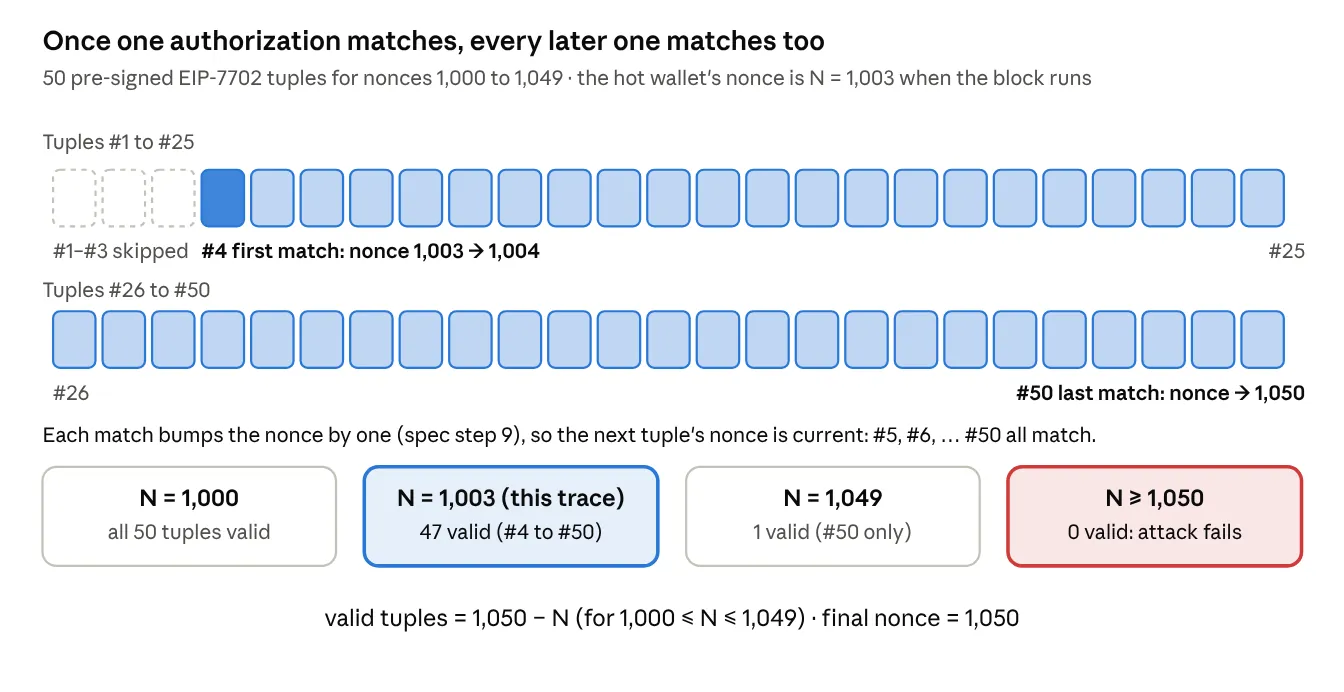 Once one authorization matches, every later one matches too
50 pre-signed EIP-7702 tuples for nonces 1,000 to 1,049 · the hot wallet's nonce is N = 1,003 when the block runs
Tuples #1 to #25
#1–#3 skipped
#4 first match: nonce 1,003 → 1,004
#25
Tuples #26 to #50
#26
#50 last match: nonce → 1,050
Each match bumps the nonce by one (spec step 9), so the next tuple's nonce is current: #5, #6, … #50 all match.
N = 1,000
all 50 tuples valid
N = 1,003 (this trace)
47 valid (#4 to #50)
N = 1,049
1 valid (#50 only)
N ≥ 1,050
0 valid: attack fails
valid tuples = 1,050 − N (for 1,000 ≤ N ≤ 1,049) · final nonce = 1,050